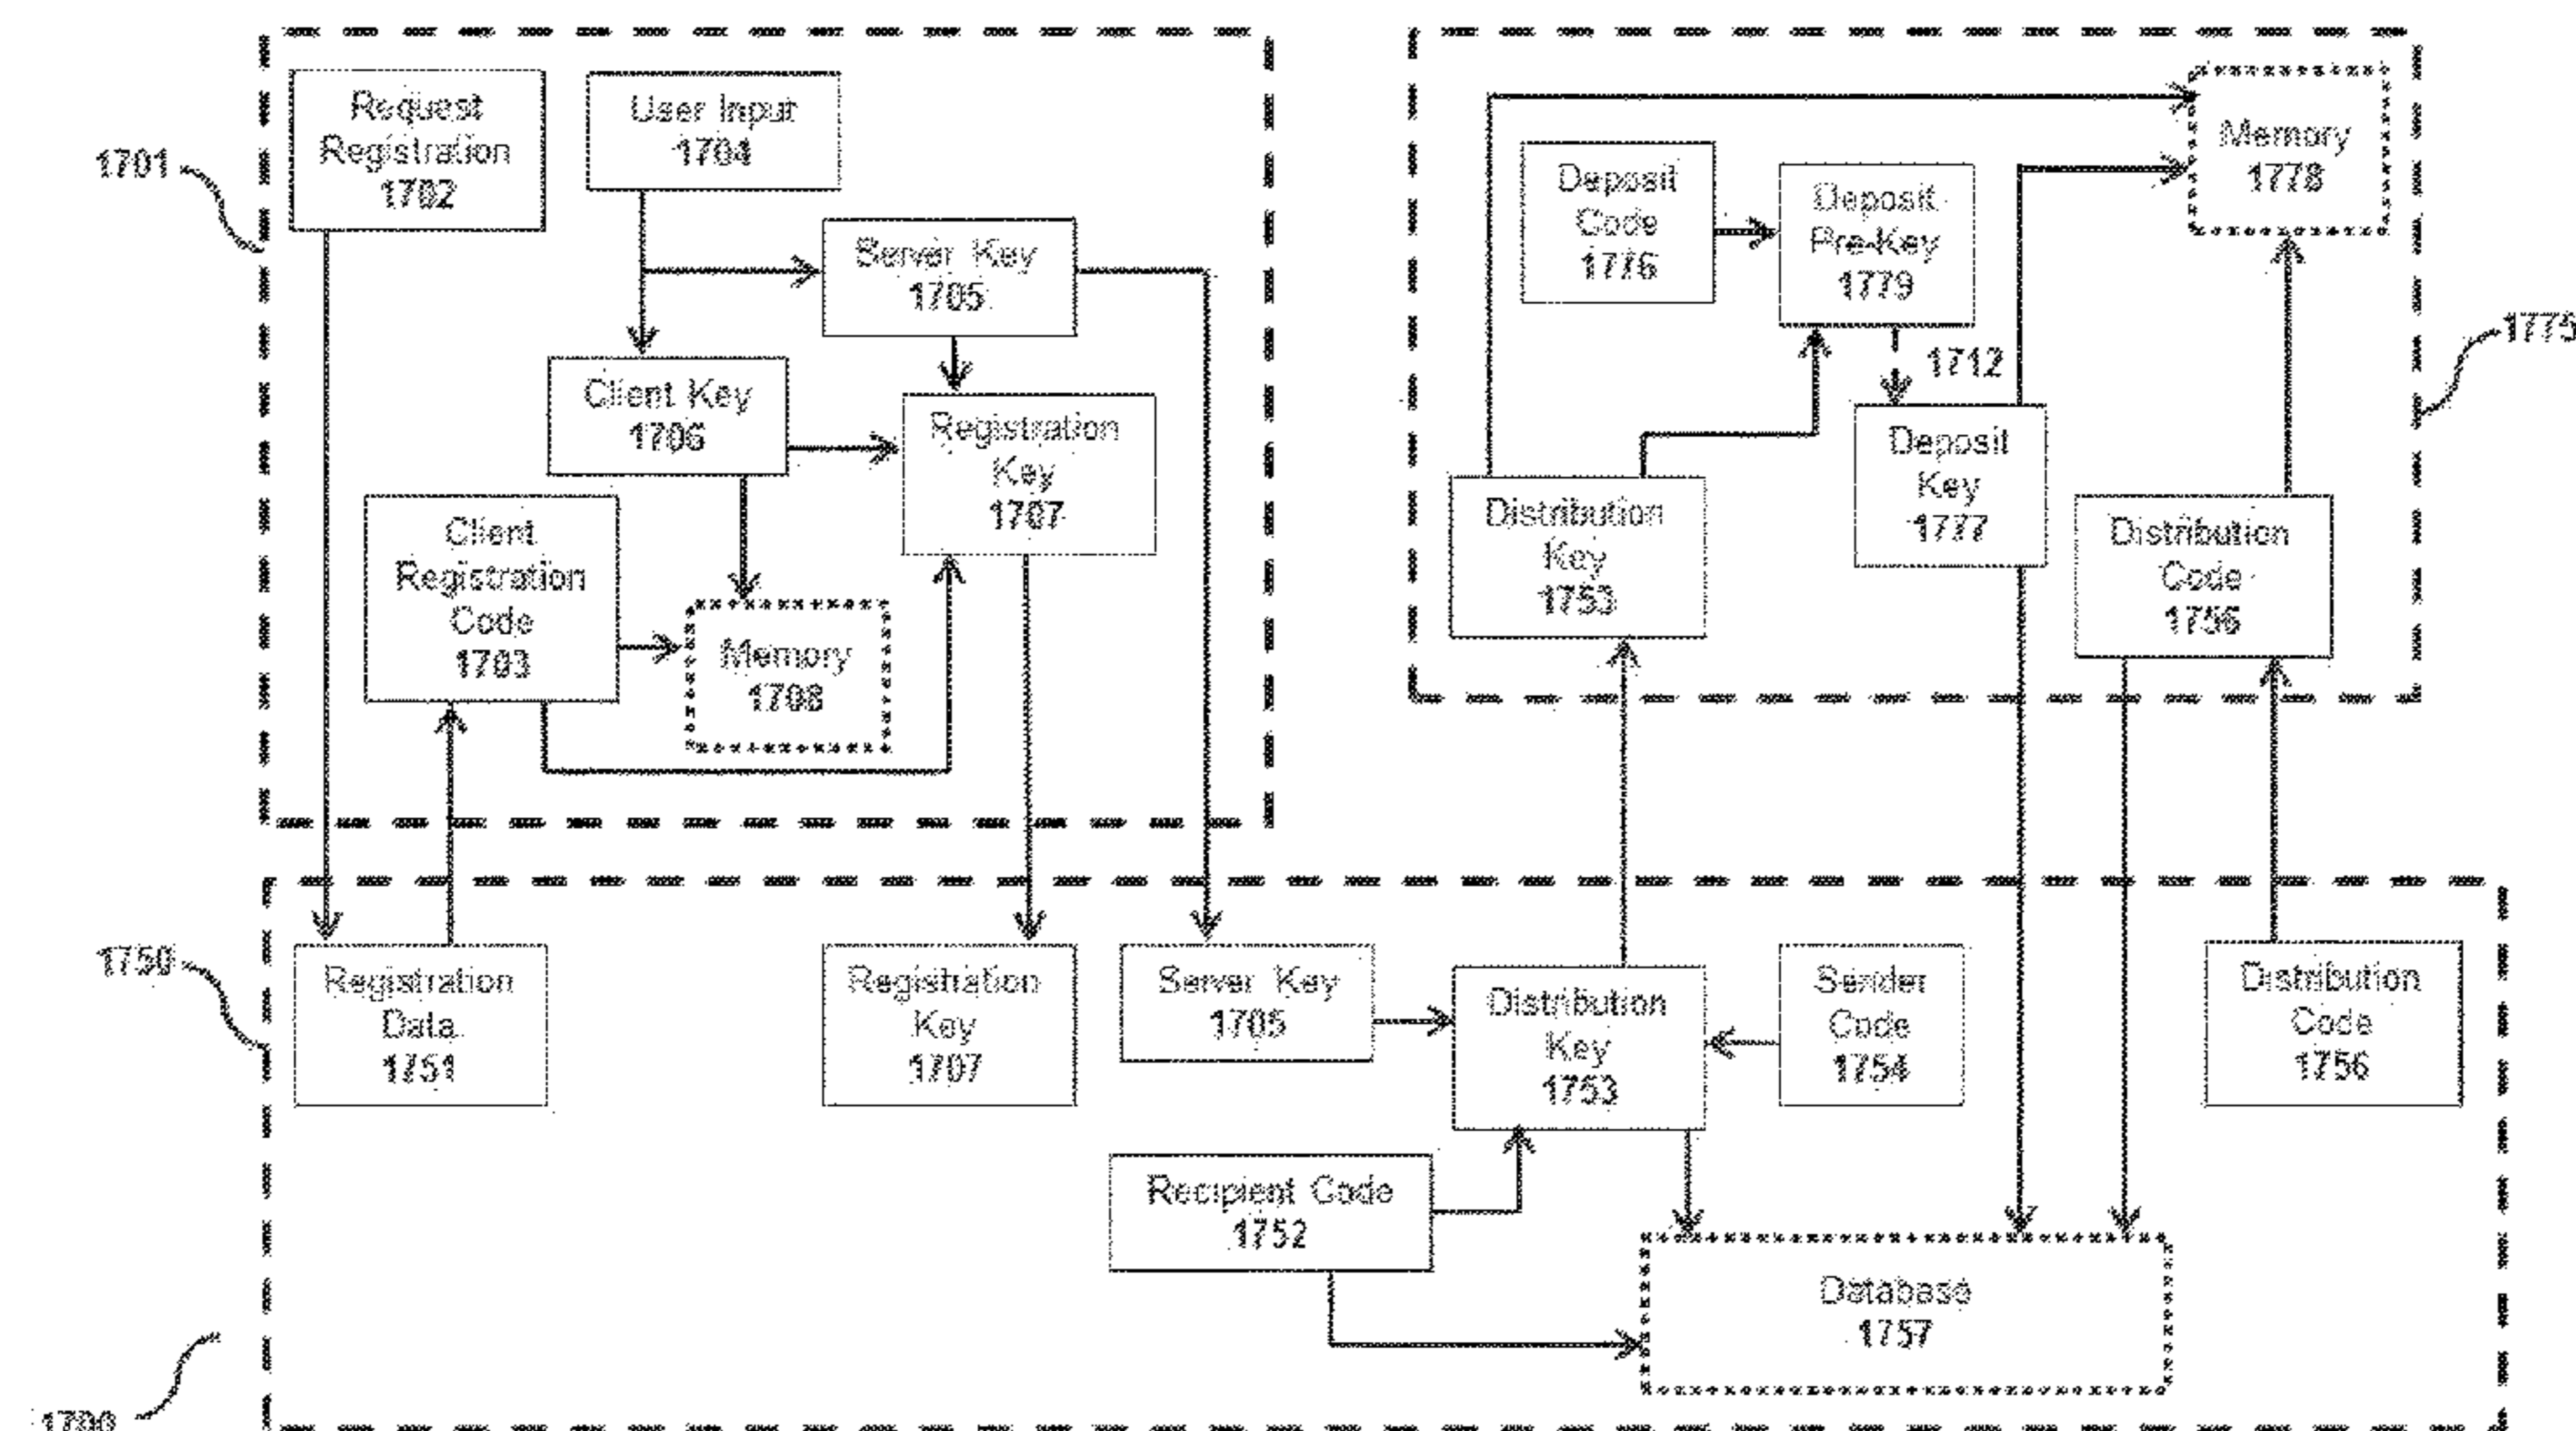 Request
Registration
1702
User Input
1704
1701
Server Key
1705
Client Key
1706
Registration
Key
1707
Client
Registration
Code
1703
Memory
1708
Memory
1778
Deposit
Code
1776
Deposit
Pre-Key
1779
1775
1712
Deposit
Key
1777
Distribution
Key
1753
Distribution
Code
1756
1750
Registration
Data
1751
Registration
Key
1707
Server Key
1705
Distribution
Key
1753
Sender
Code
1754
Distribution
Code
1756
Recipient Code
1752
Database
1757
1700